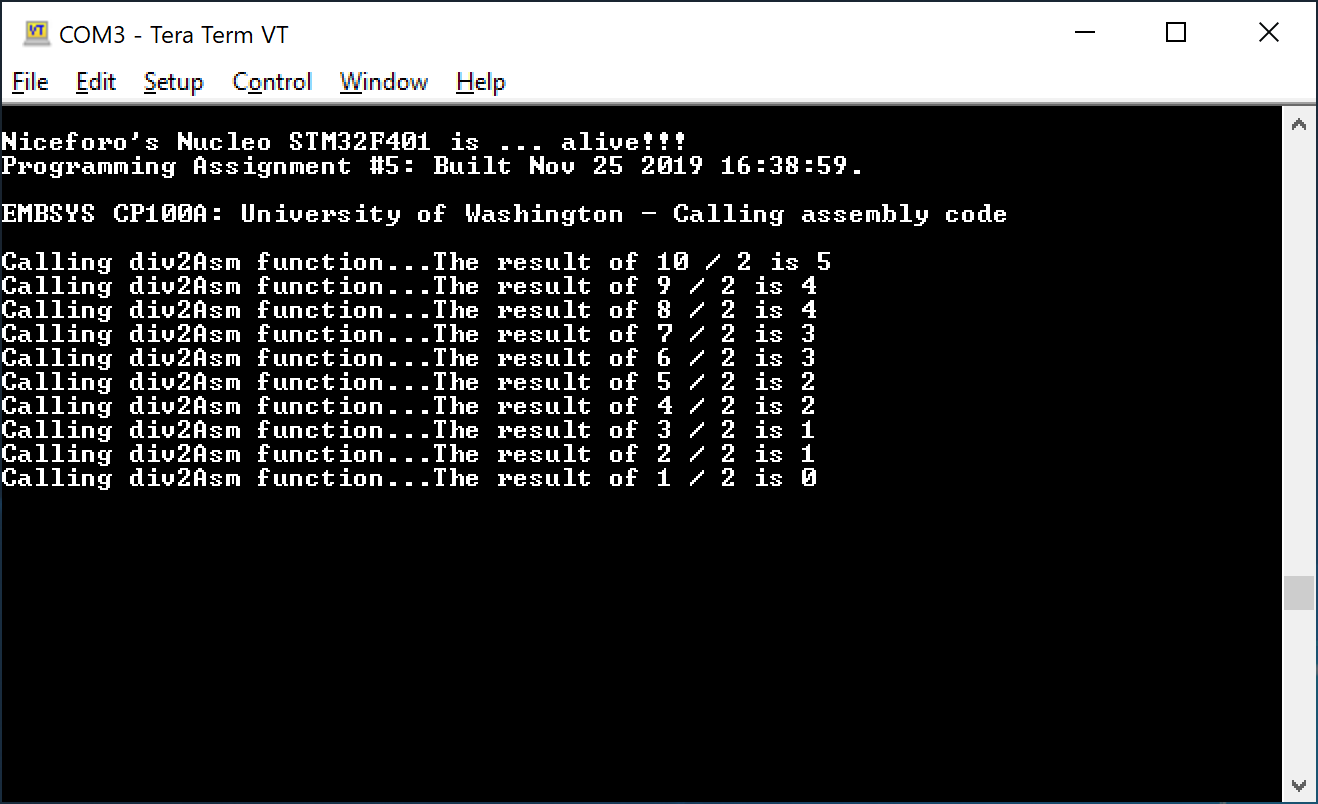 COM3 - Tera Term VT
File Edit Setup Control Window Help
Niceforo's Nucleo STM32F401 is ... alive!!!
Programming Assignment #5: Built Nov 25 2019 16:38:59.
EMBSYS CP100A: University of Washington - Calling assembly code
Calling div2Asm function...The result of 10 / 2 is 5
Calling div2Asm function...The result of 9 / 2 is 4
Calling div2Asm function...The result of 8 / 2 is 4
Calling div2Asm function...The result of 7 / 2 is 3
Calling div2Asm function...The result of 6 / 2 is 3
Calling div2Asm function...The result of 5 / 2 is 2
Calling div2Asm function...The result of 4 / 2 is 2
Calling div2Asm function...The result of 3 / 2 is 1
Calling div2Asm function...The result of 2 / 2 is 1
Calling div2Asm function...The result of 1 / 2 is 0